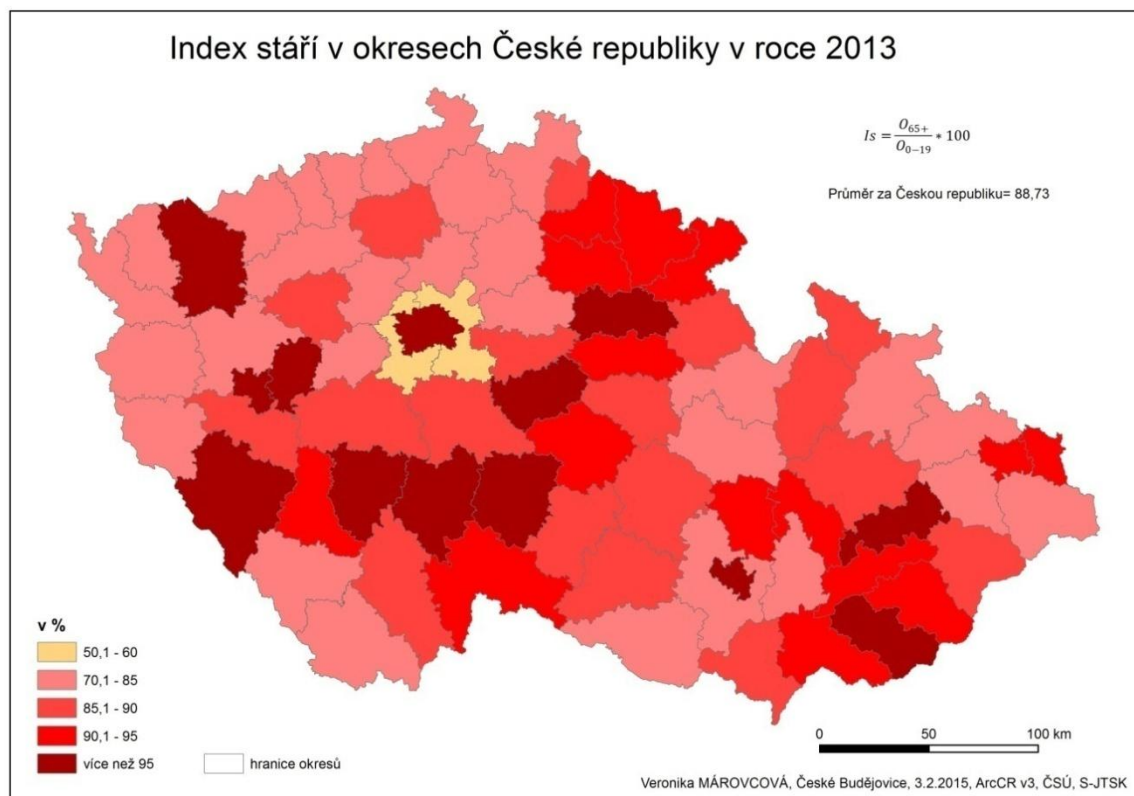 Index stáří v okresech České republiky v roce 2013
Is = O65+ / O0−19 * 100
Průměr za Českou republiku= 88,73
v %
50,1 - 60
70,1 - 85
85,1 - 90
90,1 - 95
více než 95
hranice okresů
0 50 100 km
Veronika MÁROVCOVÁ, České Budějovice, 3.2.2015, ArcCR v3, ČSÚ, S-JTSK